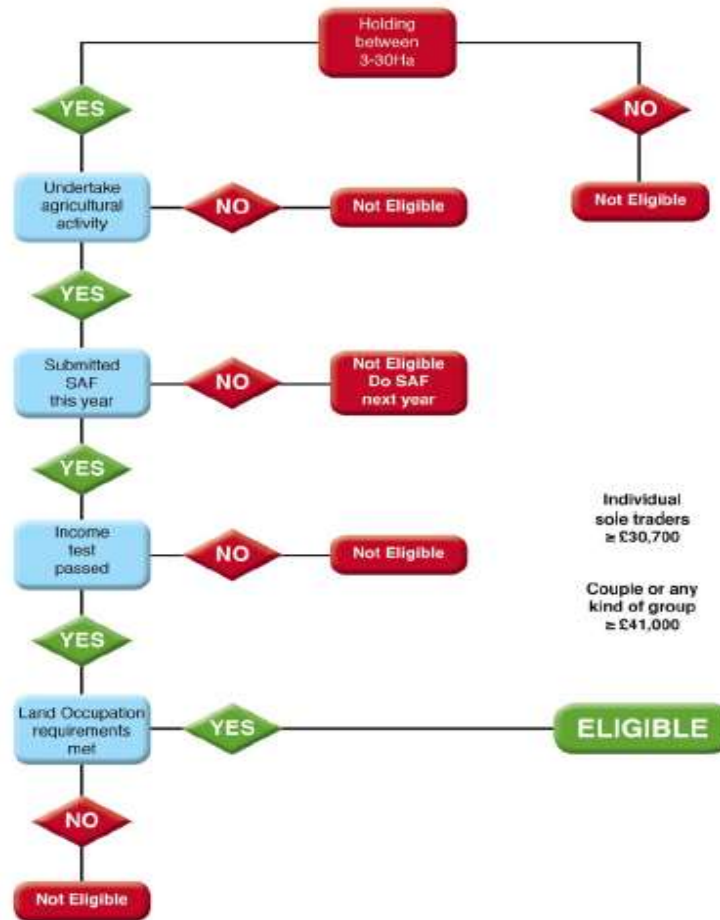 Holding
between
3-30Ha
YES
NO
Undertake
agricultural
activity
NO
Not Eligible
Not Eligible
YES
Submitted
SAF
this year
NO
Not Eligible
Do SAF
next year
YES
Income
test
passed
NO
Not Eligible
Individual
sole traders
≥ £30,700
Couple or any
kind of group
≥ £41,000
YES
Land Occupation
requirements
met
YES
ELIGIBLE
NO
Not Eligible